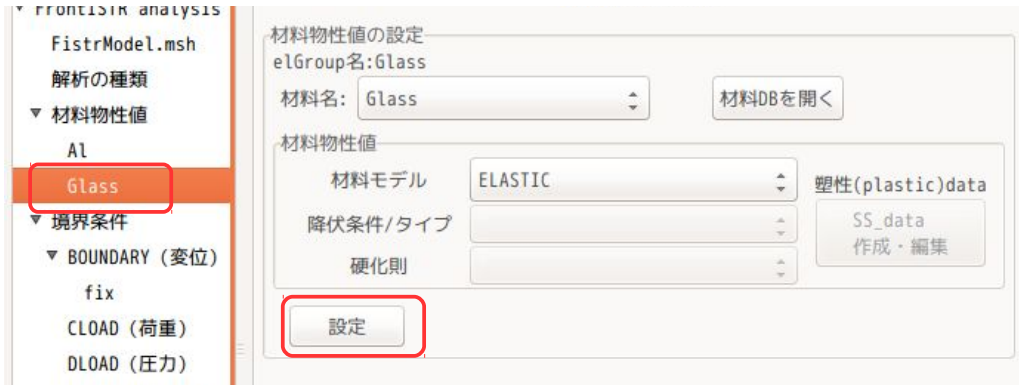 FrontISTR analysis
FistrModel.msh
解析の種類
材料物性値
Al
Glass
境界条件
BOUNDARY (変位)
fix
CLOAD (荷重)
DLOAD (圧力)
材料物性値の設定
elGroup名:Glass
材料名: Glass 材料DBを開く
材料物性値
材料モデル ELASTIC 塑性(plastic)data
降伏条件/タイプ SS_data
作成・編集
硬化則
設定